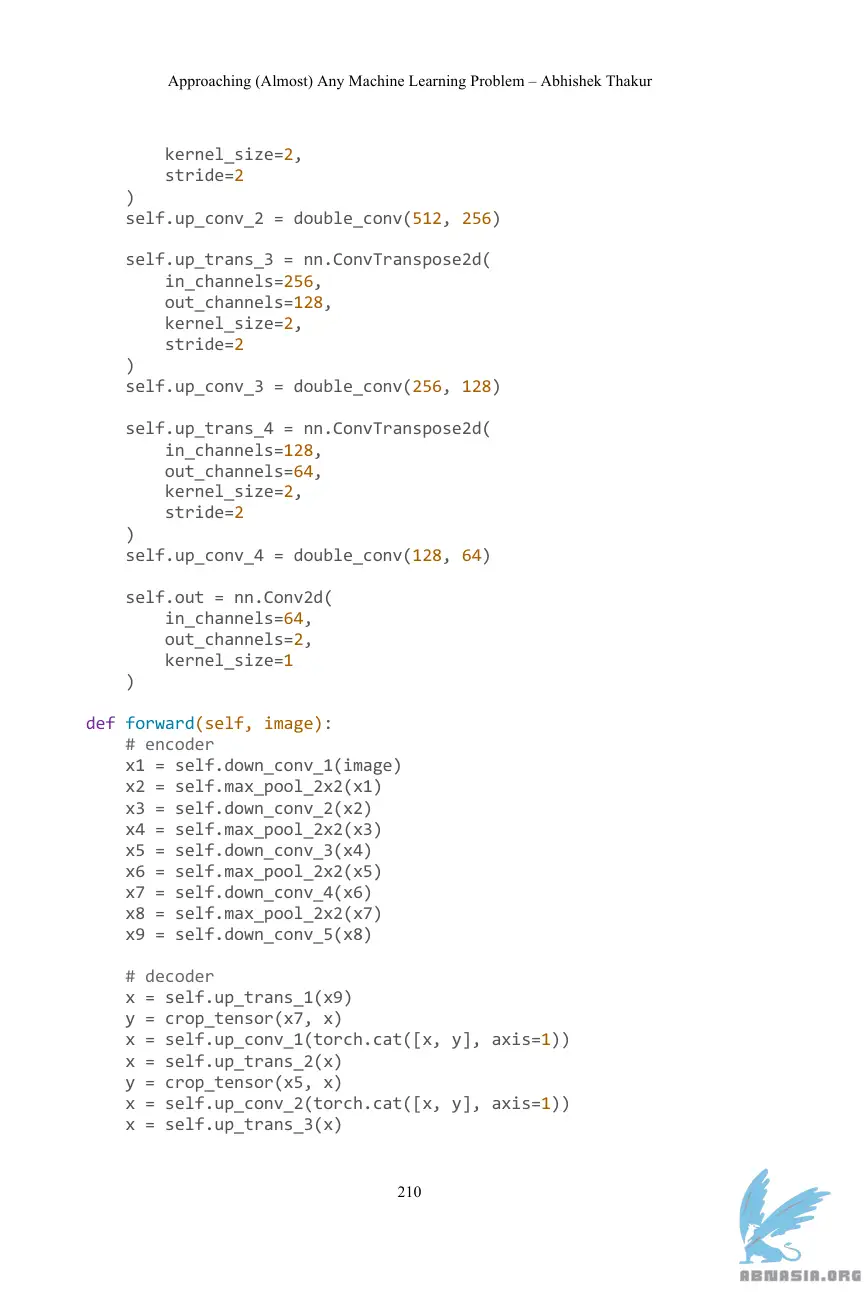 Approaching (Almost) Any Machine Learning Problem – Abhishek Thakur
        kernel_size=2,
        stride=2
    )
    self.up_conv_2 = double_conv(512, 256)

    self.up_trans_3 = nn.ConvTranspose2d(
        in_channels=256,
        out_channels=128,
        kernel_size=2,
        stride=2
    )
    self.up_conv_3 = double_conv(256, 128)

    self.up_trans_4 = nn.ConvTranspose2d(
        in_channels=128,
        out_channels=64,
        kernel_size=2,
        stride=2
    )
    self.up_conv_4 = double_conv(128, 64)

    self.out = nn.Conv2d(
        in_channels=64,
        out_channels=2,
        kernel_size=1
    )

def forward(self, image):
    # encoder
    x1 = self.down_conv_1(image)
    x2 = self.max_pool_2x2(x1)
    x3 = self.down_conv_2(x2)
    x4 = self.max_pool_2x2(x3)
    x5 = self.down_conv_3(x4)
    x6 = self.max_pool_2x2(x5)
    x7 = self.down_conv_4(x6)
    x8 = self.max_pool_2x2(x7)
    x9 = self.down_conv_5(x8)

    # decoder
    x = self.up_trans_1(x9)
    y = crop_tensor(x7, x)
    x = self.up_conv_1(torch.cat([x, y], axis=1))
    x = self.up_trans_2(x)
    y = crop_tensor(x5, x)
    x = self.up_conv_2(torch.cat([x, y], axis=1))
    x = self.up_trans_3(x)
210
ABNASIA.ORG